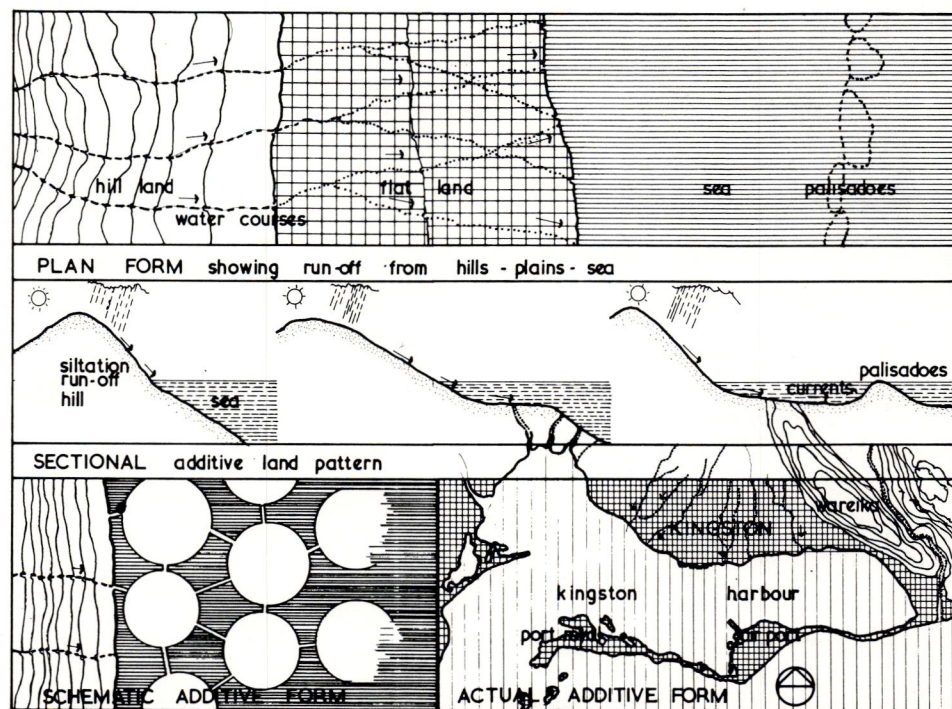 hill land
flat land
sea
palisadoes
water courses
PLAN FORM showing run-off from hills - plains - sea
siltation
run-off
hill
sea
currents
palisadoes
SECTIONAL additive land pattern
wareika
KINGSTON
kingston harbour
port royal
air port
SCHEMATIC ADDITIVE FORM
ACTUAL ADDITIVE FORM